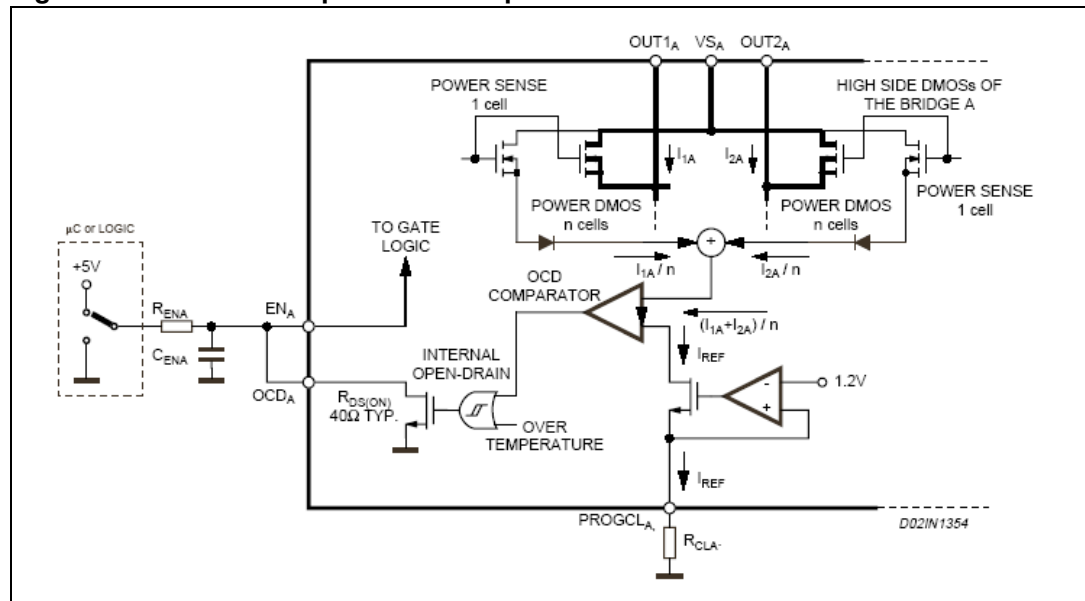 OUT1A VSA OUT2A
POWER SENSE
1 cell
HIGH SIDE DMOSs OF
THE BRIDGE A
I1A I2A
POWER SENSE
1 cell
POWER DMOS
n cells
POWER DMOS
n cells
µC or LOGIC
TO GATE
LOGIC
+
+5V
I1A / n I2A / n
OCD
COMPARATOR
RENA ENA
(I1A+I2A) / n
IREF
CENA
INTERNAL
OPEN-DRAIN
- 1.2V
+
OCDA
RDS(ON)
40Ω TYP.
OVER
TEMPERATURE
IREF
PROGCLA,
D02IN1354
RCLA-